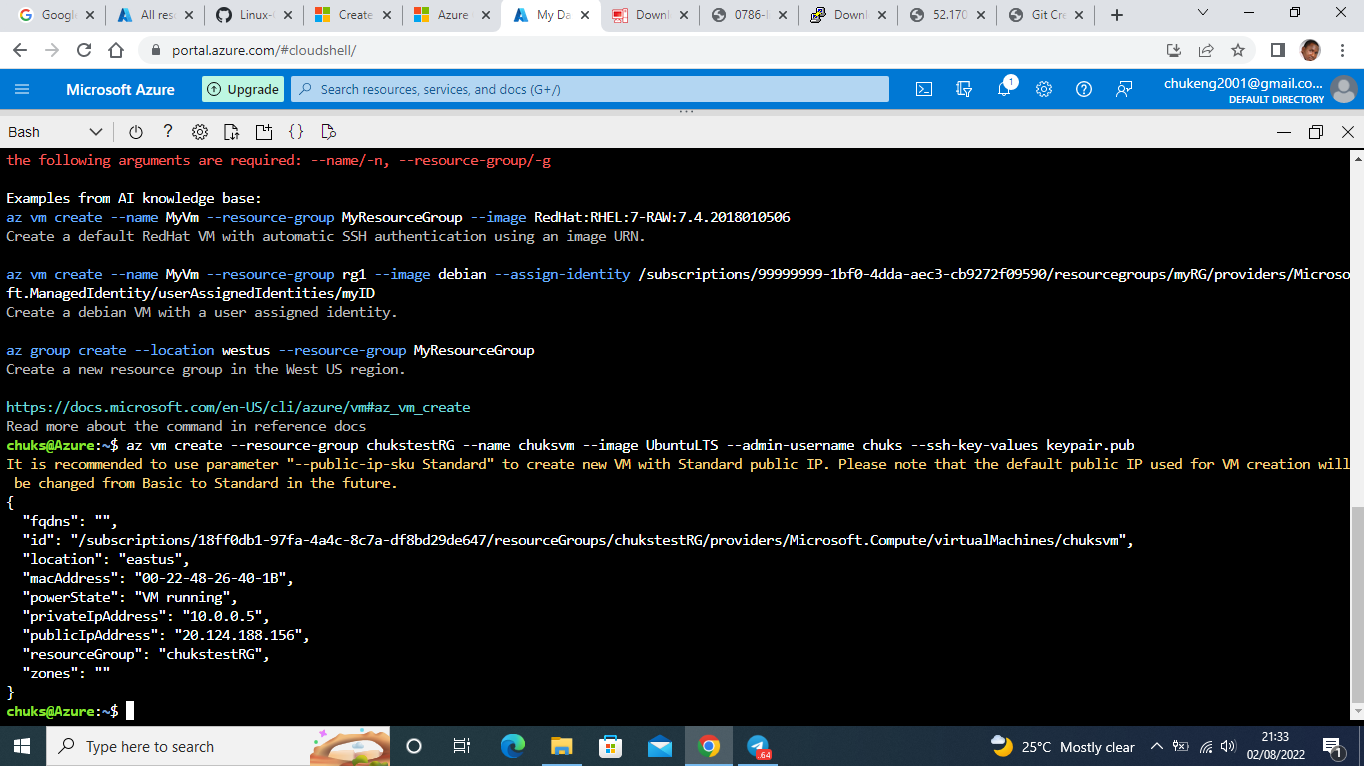 Google
All res
Linux-
Create
Azure
My Da
Downl
0786-
Downl
52.170
Git Cre
portal.azure.com/#cloudshell/
Microsoft Azure
Upgrade
Search resources, services, and docs (G+/)
1
chukeng2001@gmail.co...
DEFAULT DIRECTORY
Bash
the following arguments are required: --name/-n, --resource-group/-g
Examples from AI knowledge base:
az vm create --name MyVm --resource-group MyResourceGroup --image RedHat:RHEL:7-RAW:7.4.2018010506
Create a default RedHat VM with automatic SSH authentication using an image URN.
az vm create --name MyVm --resource-group rg1 --image debian --assign-identity /subscriptions/99999999-1bf0-4dda-aec3-cb9272f09590/resourcegroups/myRG/providers/Microso
ft.ManagedIdentity/userAssignedIdentities/myID
Create a debian VM with a user assigned identity.
az group create --location westus --resource-group MyResourceGroup
Create a new resource group in the West US region.
https://docs.microsoft.com/en-US/cli/azure/vm#az_vm_create
Read more about the command in reference docs
chuks@Azure:~$ az vm create --resource-group chukstestRG --name chuksvm --image UbuntuLTS --admin-username chuks --ssh-key-values keypair.pub
It is recommended to use parameter "--public-ip-sku Standard" to create new VM with Standard public IP. Please note that the default public IP used for VM creation will
be changed from Basic to Standard in the future.
{
"fqdns": "",
"id": "/subscriptions/18ff0db1-97fa-4a4c-8c7a-df8bd29de647/resourceGroups/chukstestRG/providers/Microsoft.Compute/virtualMachines/chuksvm",
"location": "eastus",
"macAddress": "00-22-48-26-40-1B",
"powerState": "VM running",
"privateIpAddress": "10.0.0.5",
"publicIpAddress": "20.124.188.156",
"resourceGroup": "chukstestRG",
"zones": ""
}
chuks@Azure:~$
Type here to search
64
25°C Mostly clear
21:33
02/08/2022
1